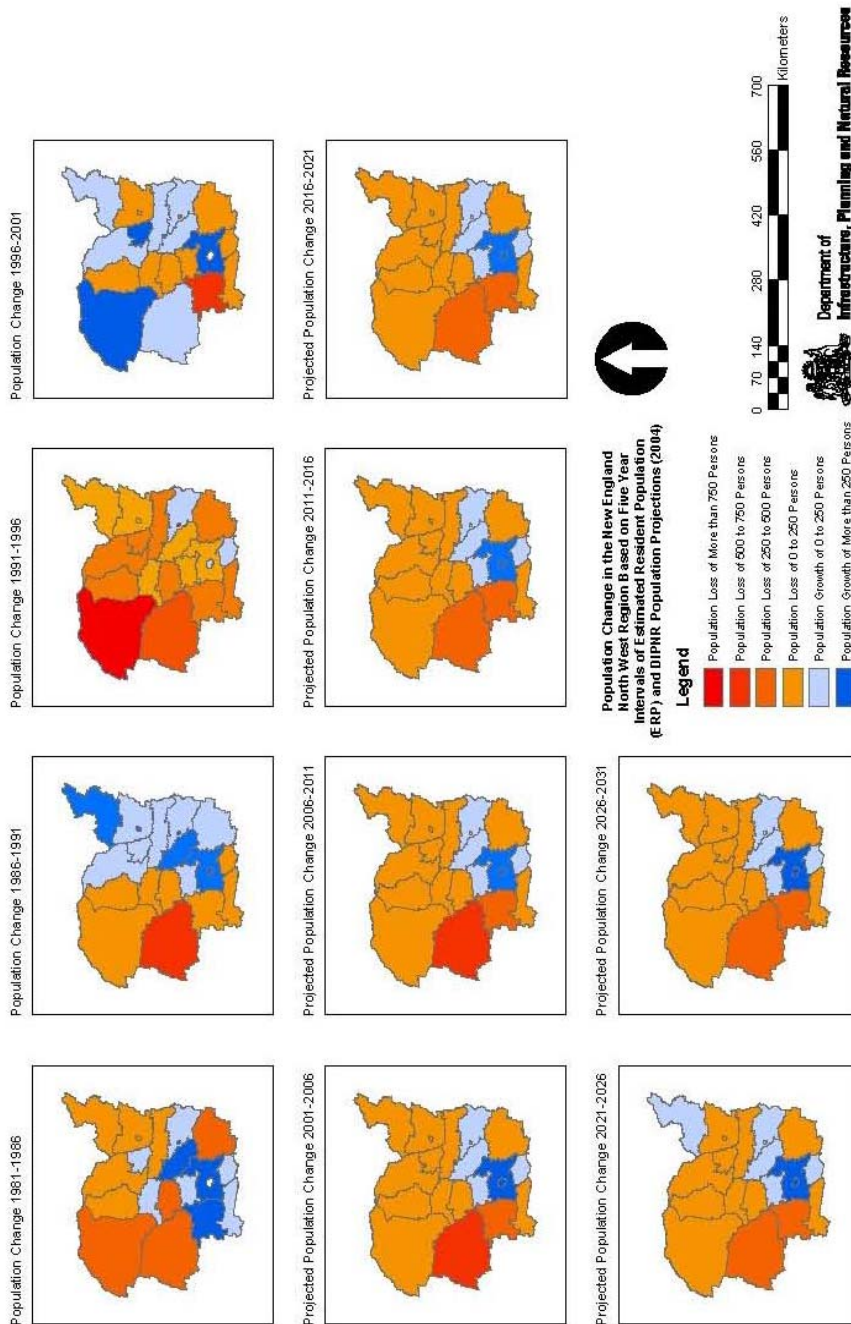 Population Change 1981-1986
Population Change 1986-1991
Population Change 1991-1996
Population Change 1996-2001
Projected Population Change 2001-2006
Projected Population Change 2006-2011
Projected Population Change 2011-2016
Projected Population Change 2016-2021
Projected Population Change 2021-2026
Projected Population Change 2026-2031
Population Change in the New England
North West Region Based on Five Year
Intervals of Estimated Resident Population
(ERP) and DIPNR Population Projections (2004)
Legend
Population Loss of More than 750 Persons
Population Loss of 500 to 750 Persons
Population Loss of 250 to 500 Persons
Population Loss of 0 to 250 Persons
Population Growth of 0 to 250 Persons
Population Growth of More than 250 Persons
0 70 140 280 420 560 700
Kilometers
Department of
Infrastructure, Planning and Natural Resources